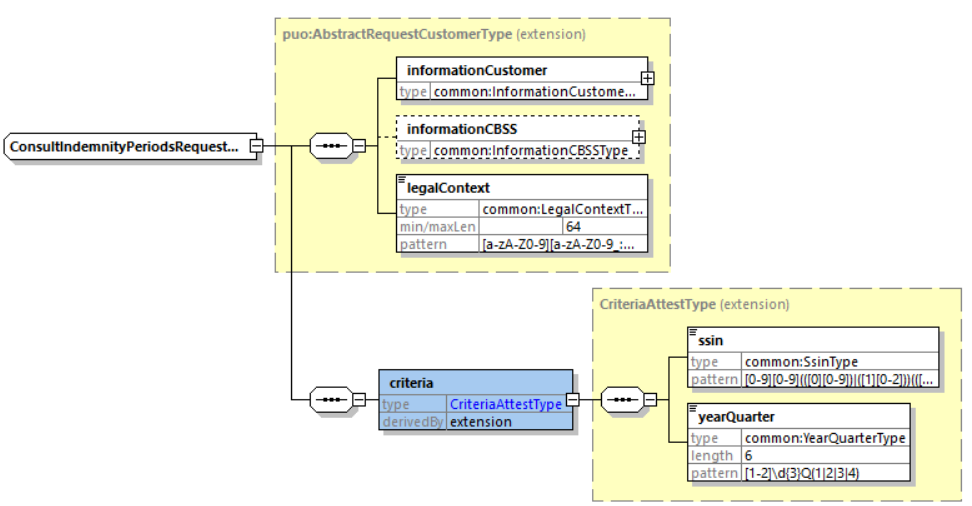 puo:AbstractRequestCustomerType (extension)
informationCustomer
type common:InformationCustome...
informationCBSS
type common:InformationCBSSType
ConsultIndemnityPeriodsRequest...
legalContext
type common:LegalContextT...
min/maxLen 64
pattern [a-zA-Z0-9][a-zA-Z0-9_:...
CriteriaAttestType (extension)
ssin
type common:SsinType
pattern [0-9][0-9](([0][0-9])|([1][0-2]))(([...
criteria
type CriteriaAttestType
derivedBy extension
yearQuarter
type common:YearQuarterType
length 6
pattern [1-2]\d{3}Q(1|2|3|4)